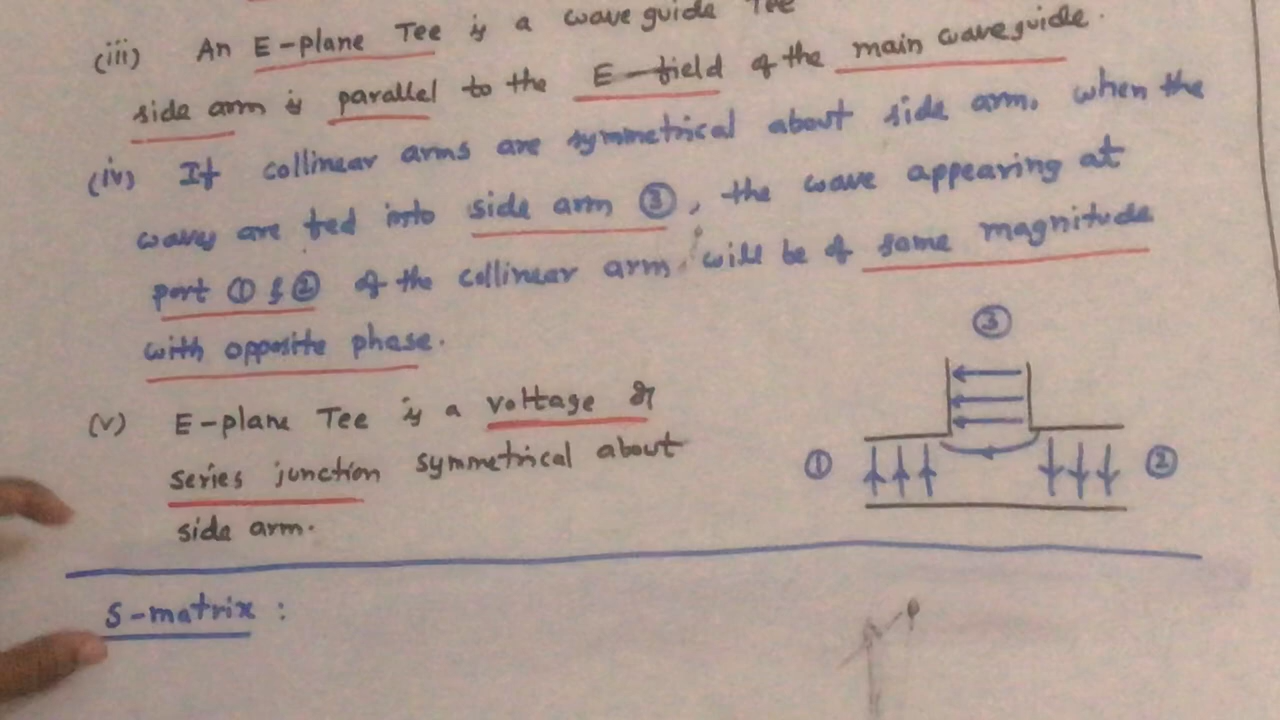 (iii) An E-plane Tee is a wave guide Tee
side arm is parallel to the E-field of the main waveguide.
(iv) If collinear arms are symmetrical about side arm. when the
waves are fed into side arm ③, the wave appearing at
port ① & ② of the collinear arm will be of same magnitude
with opposite phase.
(v) E-plane Tee is a voltage or
series junction symmetrical about
side arm.
③
①
②
S-matrix :